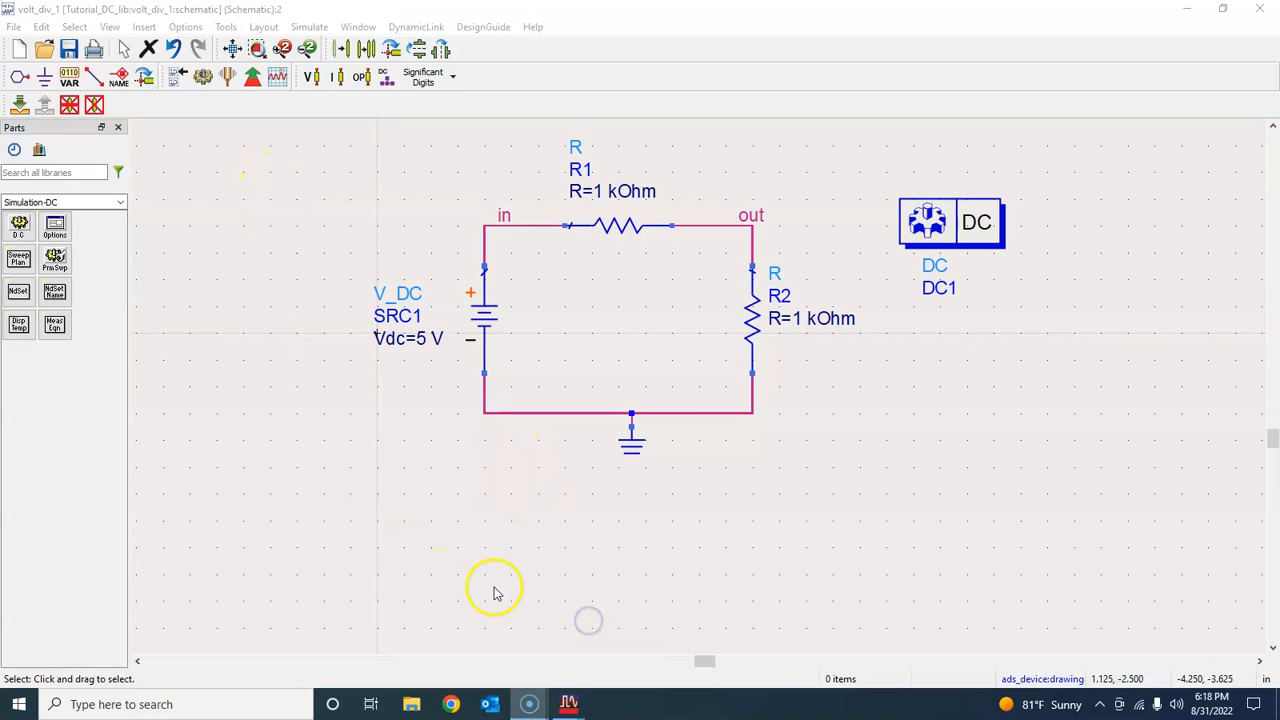 volt_div_1 [Tutorial_DC_lib:volt_div_1:schematic] (Schematic):2
File Edit Select View Insert Options Tools Layout Simulate Window DynamicLink DesignGuide Help
0110 VAR NAME V I OP DC Significant Digits
Parts
Search all libraries
Simulation-DC
D C Options
Sweep Plan Prm Swp
NdSet NdSet Name
Disp Temp Meas Eqn
R
R1
R=1 kOhm
in
out
V_DC
SRC1
Vdc=5 V
+
−
R
R2
R=1 kOhm
DC
DC
DC1
Select: Click and drag to select.
0 items
ads_device:drawing 1.125, -2.500 -4.250, -3.625 in
Type here to search
81°F Sunny
6:18 PM
8/31/2022